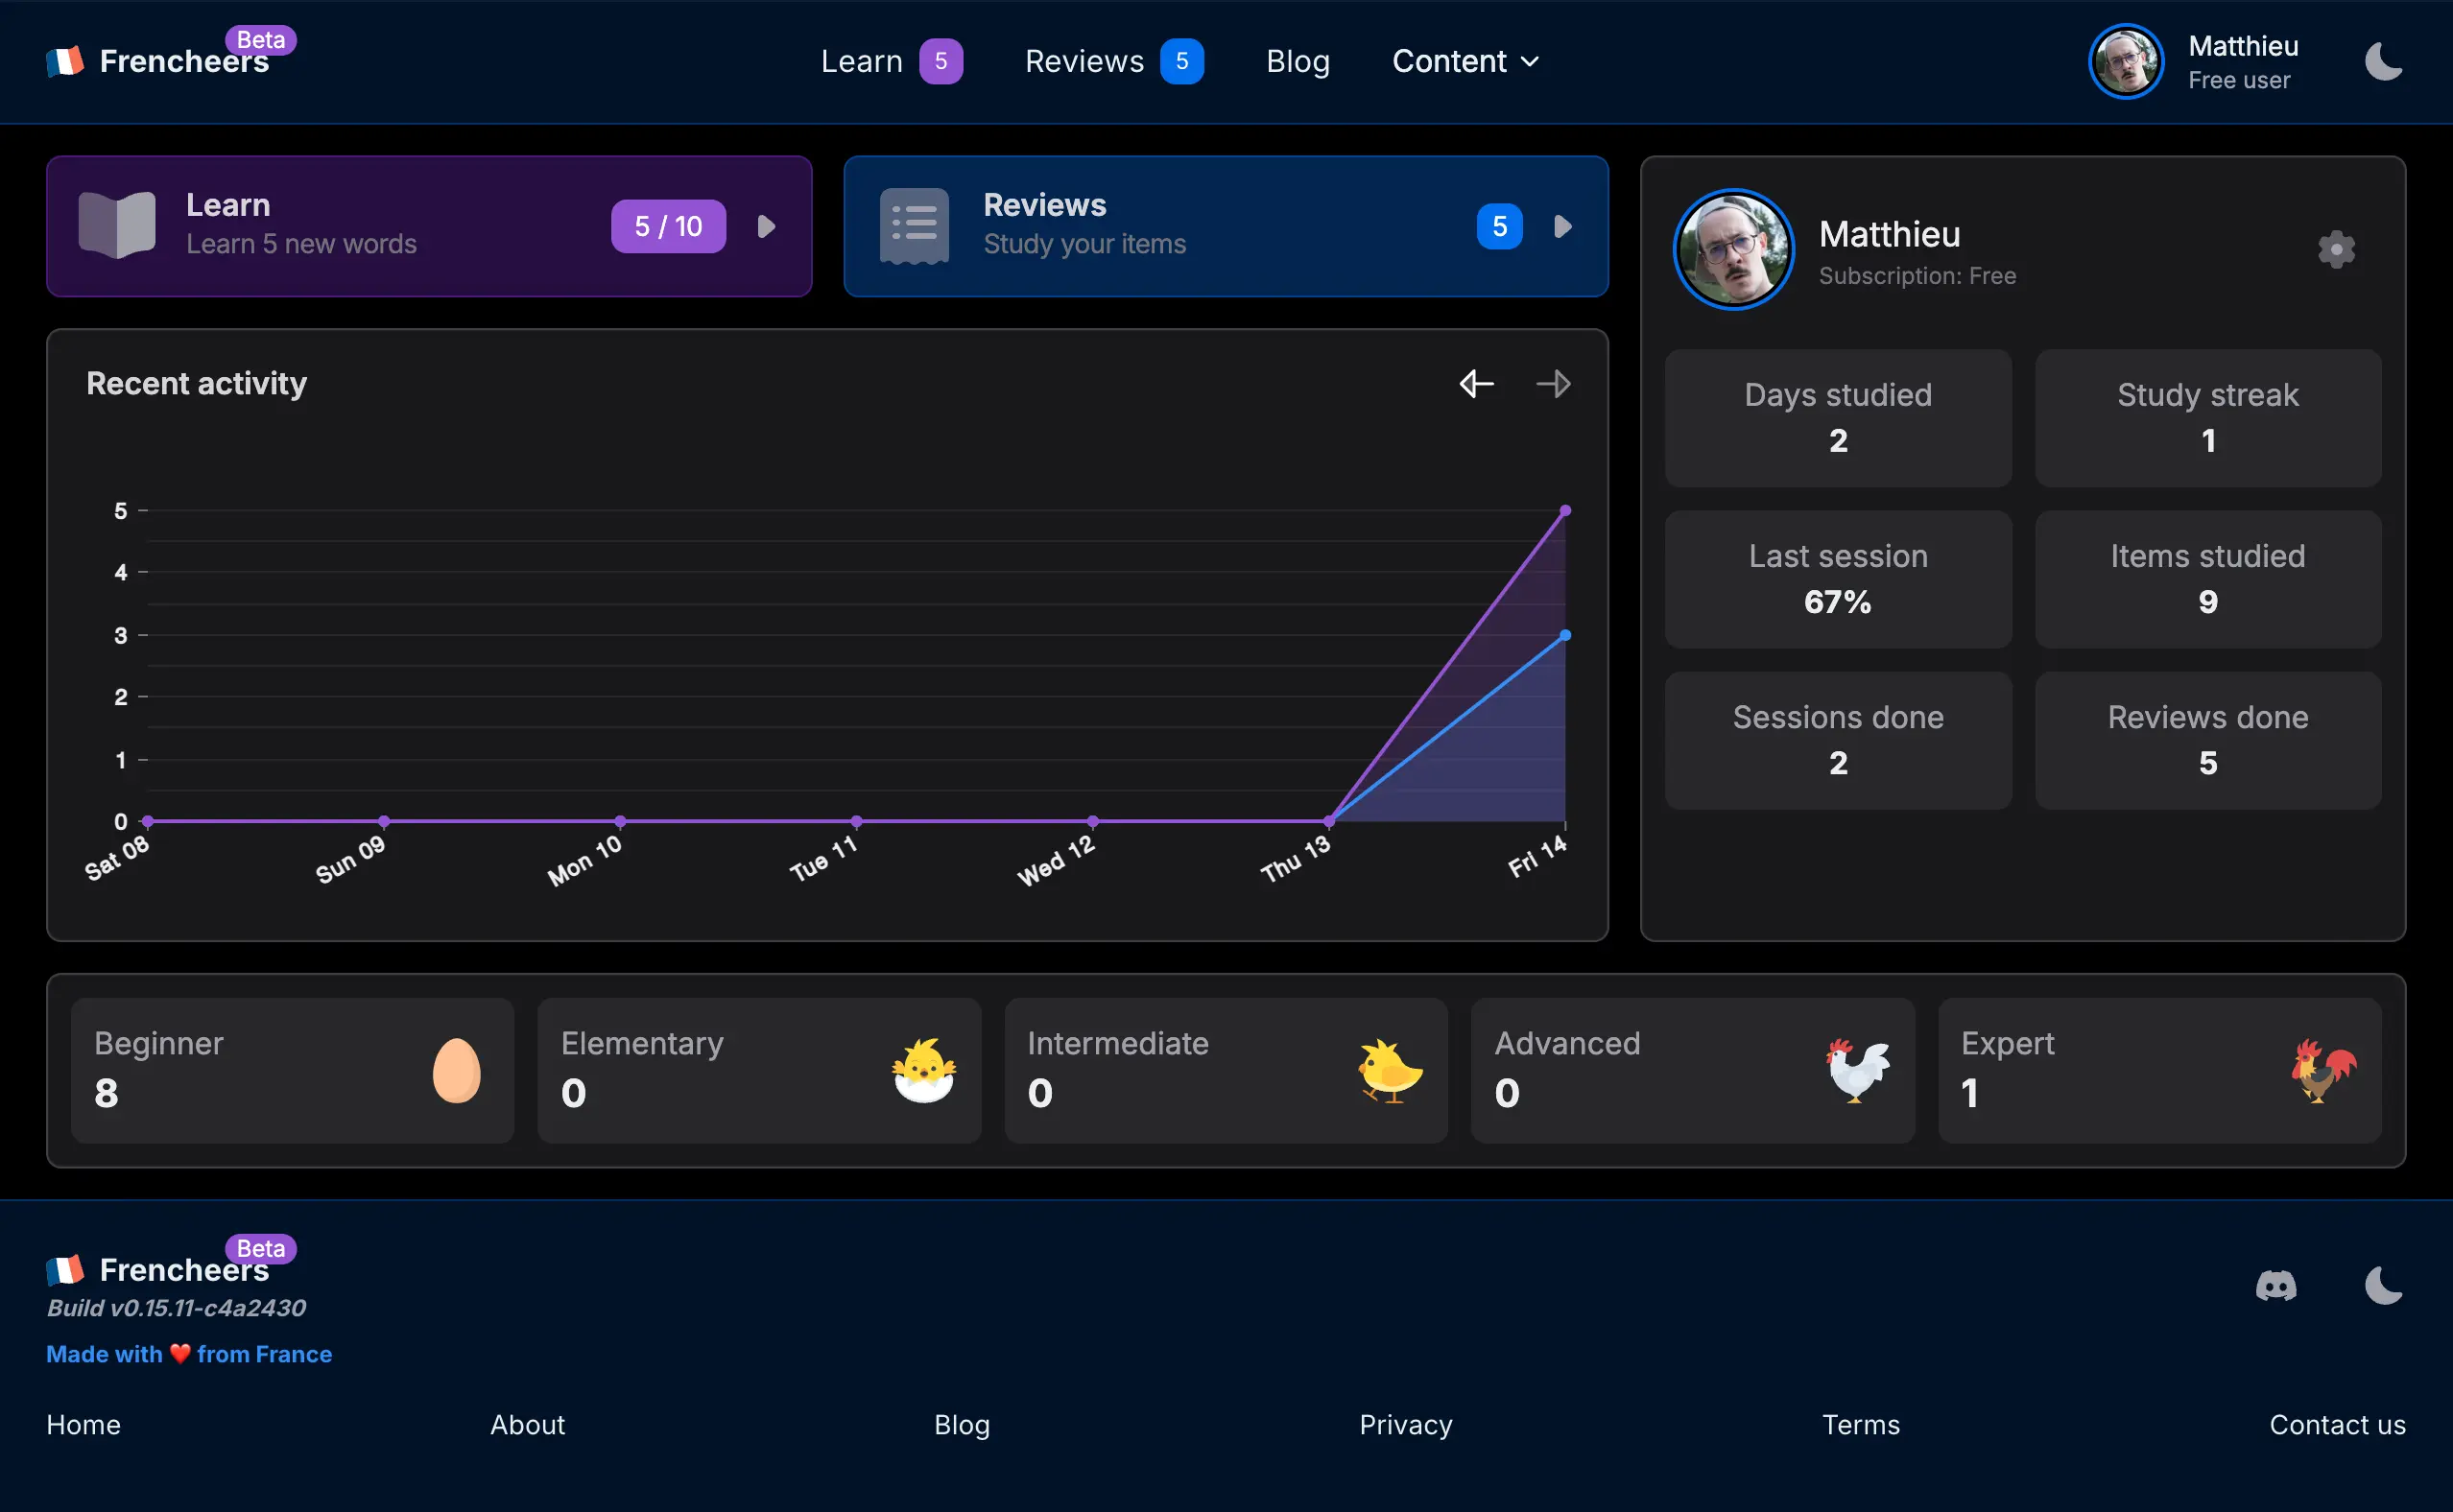 Frencheers Beta
Learn 5
Reviews 5
Blog
Content
Matthieu
Free user
Learn
Learn 5 new words
5 / 10
Reviews
Study your items
5
Matthieu
Subscription: Free
Recent activity
5
4
3
2
1
0
Sat 08
Sun 09
Mon 10
Tue 11
Wed 12
Thu 13
Fri 14
Days studied
2
Study streak
1
Last session
67%
Items studied
9
Sessions done
2
Reviews done
5
Beginner
8
Elementary
0
Intermediate
0
Advanced
0
Expert
1
Frencheers Beta
Build v0.15.11-c4a2430
Made with ❤️ from France
Home
About
Blog
Privacy
Terms
Contact us